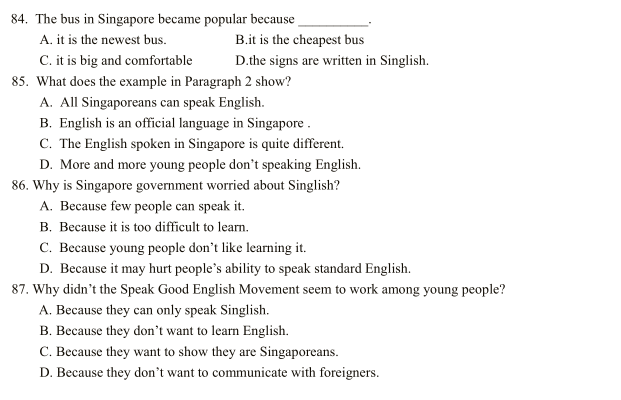 84. The bus in Singapore became popular because __________.
A. it is the newest bus. B.it is the cheapest bus
C. it is big and comfortable D.the signs are written in Singlish.
85. What does the example in Paragraph 2 show?
A. All Singaporeans can speak English.
B. English is an official language in Singapore .
C. The English spoken in Singapore is quite different.
D. More and more young people don't speaking English.
86. Why is Singapore government worried about Singlish?
A. Because few people can speak it.
B. Because it is too difficult to learn.
C. Because young people don't like learning it.
D. Because it may hurt people's ability to speak standard English.
87. Why didn't the Speak Good English Movement seem to work among young people?
A. Because they can only speak Singlish.
B. Because they don't want to learn English.
C. Because they want to show they are Singaporeans.
D. Because they don't want to communicate with foreigners.